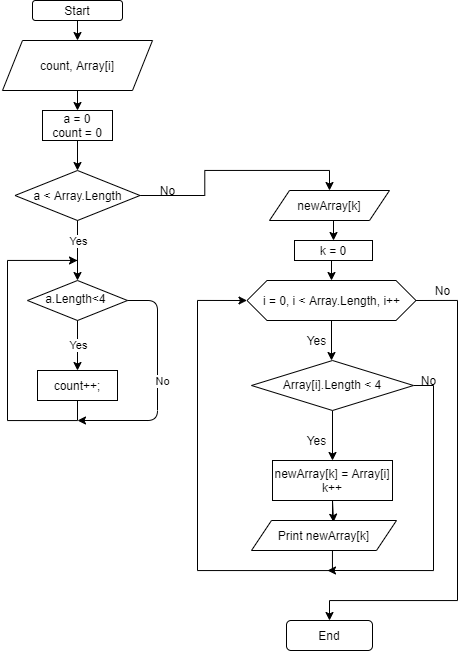 Start
count, Array[i]
a = 0
count = 0
a < Array.Length
No
Yes
a.Length<4
Yes
No
count++;
newArray[k]
k = 0
i = 0, i < Array.Length, i++
No
Yes
Array[i].Length < 4
No
Yes
newArray[k] = Array[i]
k++
Print newArray[k]
End